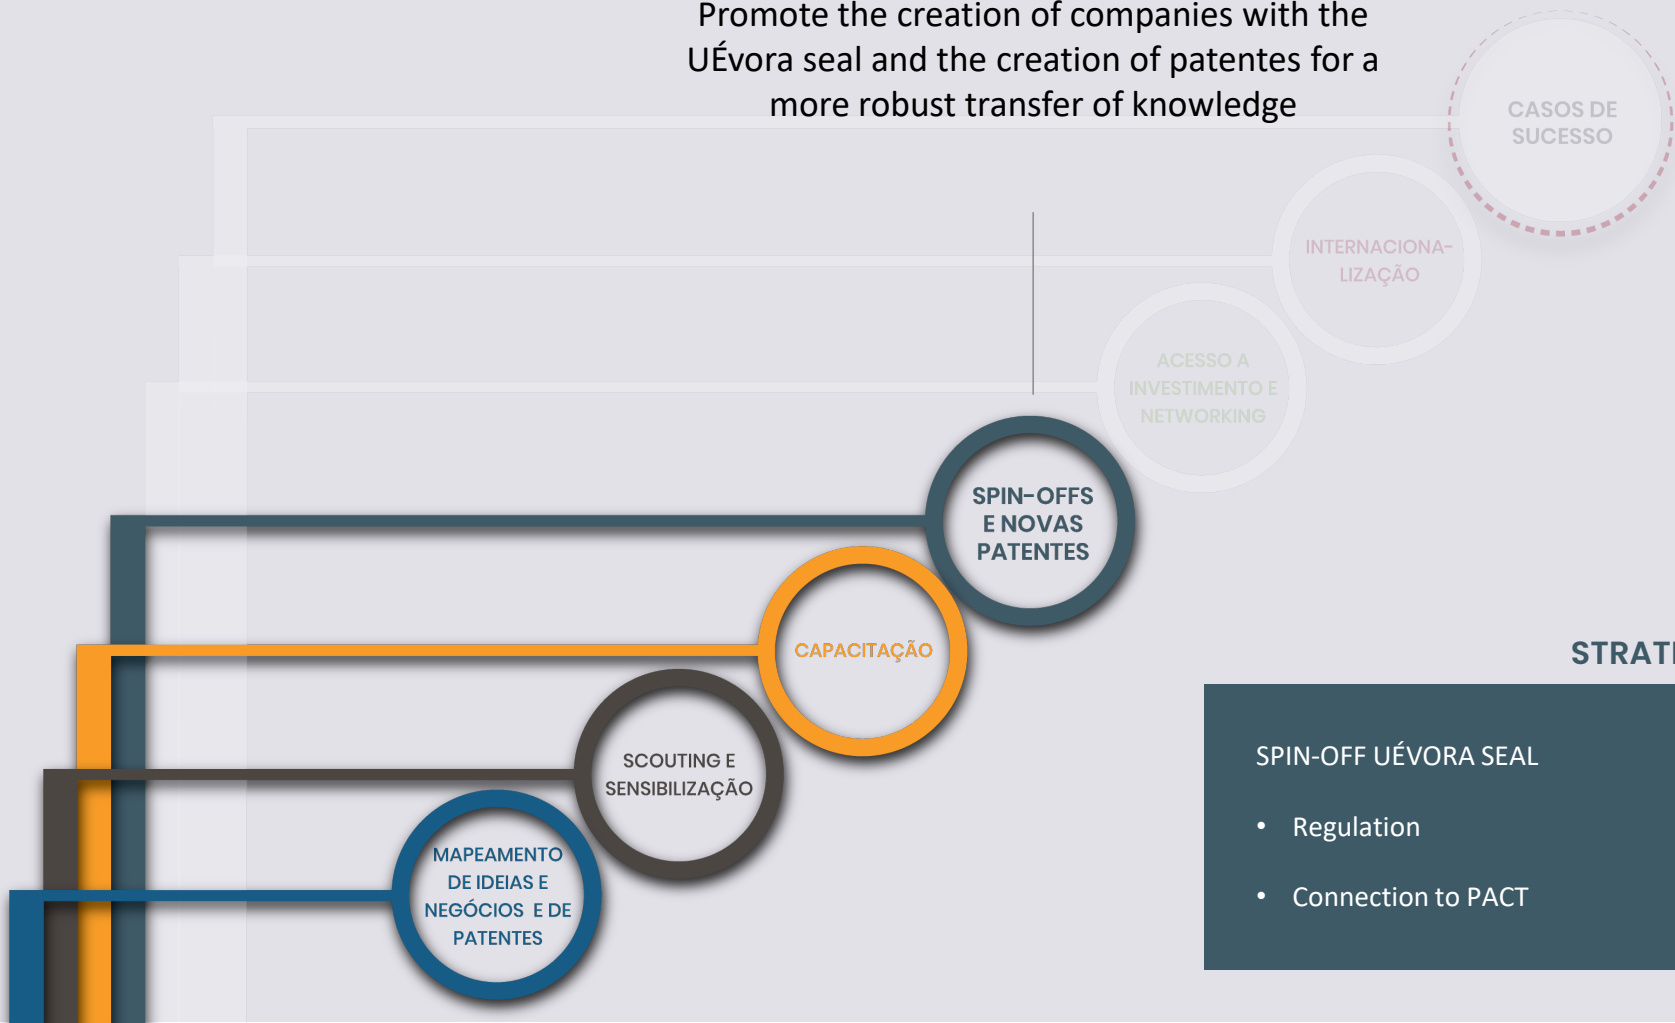 Promote the creation of companies with the
UÉvora seal and the creation of patentes for a
more robust transfer of knowledge
CASOS DE
SUCESSO
INTERNACIONA-
LIZAÇÃO
ACESSO A
INVESTIMENTO E
NETWORKING
SPIN-OFFS
E NOVAS
PATENTES
CAPACITAÇÃO
SCOUTING E
SENSIBILIZAÇÃO
MAPEAMENTO
DE IDEIAS E
NEGÓCIOS E DE
PATENTES
SPIN-OFF UÉVORA SEAL
• Regulation
• Connection to PACT